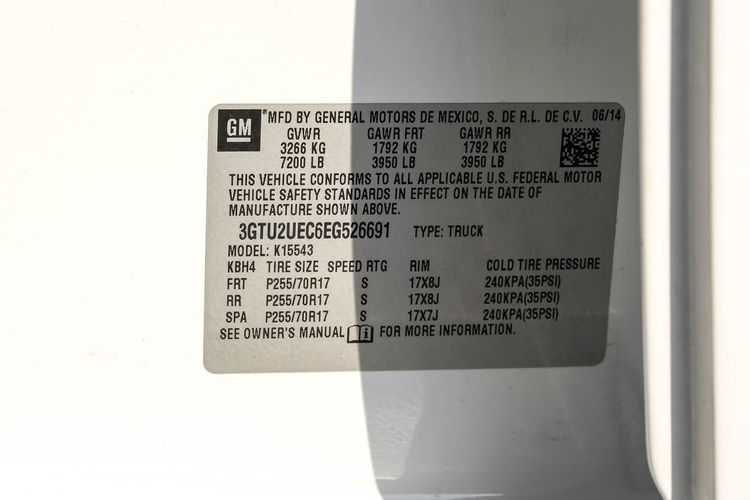 GM
*MFD BY GENERAL MOTORS DE MEXICO, S. DE R.L. DE C.V. 06/14
GVWR GAWR FRT GAWR RR
3266 KG 1792 KG 1792 KG
7200 LB 3950 LB 3950 LB
THIS VEHICLE CONFORMS TO ALL APPLICABLE U.S. FEDERAL MOTOR
VEHICLE SAFETY STANDARDS IN EFFECT ON THE DATE OF
MANUFACTURE SHOWN ABOVE.
3GTU2UEC6EG526691 TYPE: TRUCK
MODEL: K15543
KBH4 TIRE SIZE SPEED RTG RIM COLD TIRE PRESSURE
FRT P255/70R17 S 17X8J 240KPA(35PSI)
RR P255/70R17 S 17X8J 240KPA(35PSI)
SPA P255/70R17 S 17X7J 240KPA(35PSI)
SEE OWNER'S MANUAL FOR MORE INFORMATION.